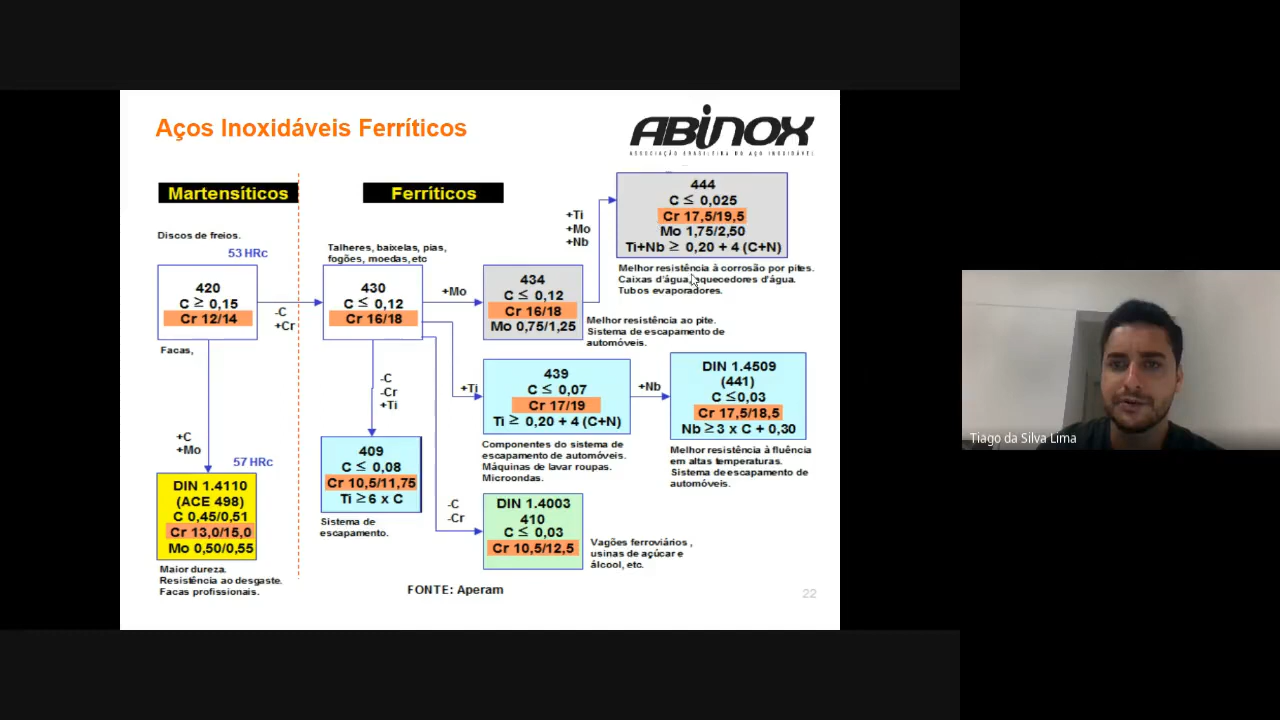 Aços Inoxidáveis Ferríticos
ABINOX
ASSOCIAÇÃO BRASILEIRA DO AÇO INOXIDÁVEL
Martensíticos
Ferríticos
Discos de freios.
53 HRc
420
C ≥ 0,15
Cr 12/14
Facas,
-C
+Cr
+C
+Mo
57 HRc
DIN 1.4110
(ACE 498)
C 0,45/0,51
Cr 13,0/15,0
Mo 0,50/0,55
Maior dureza.
Resistência ao desgaste.
Facas profissionais.
Talheres, baixelas, pias,
fogões, moedas, etc
430
C ≤ 0,12
Cr 16/18
-C
-Cr
+Ti
409
C ≤ 0,08
Cr 10,5/11,75
Ti ≥ 6 x C
Sistema de
escapamento.
+Mo
434
C ≤ 0,12
Cr 16/18
Mo 0,75/1,25
Melhor resistência ao pite.
Sistema de escapamento de
automóveis.
+Ti
+Mo
+Nb
444
C ≤ 0,025
Cr 17,5/19,5
Mo 1,75/2,50
Ti+Nb ≥ 0,20 + 4 (C+N)
Melhor resistência à corrosão por pites.
Caixas d'água, aquecedores d'água.
Tubos evaporadores.
+Ti
439
C ≤ 0,07
Cr 17/19
Ti ≥ 0,20 + 4 (C+N)
Componentes do sistema de
escapamento de automóveis.
Máquinas de lavar roupas.
Microondas.
+Nb
DIN 1.4509
(441)
C ≤0,03
Cr 17,5/18,5
Nb ≥ 3 x C + 0,30
Melhor resistência à fluência
em altas temperaturas.
Sistema de escapamento de
automóveis.
-C
-Cr
DIN 1.4003
410
C ≤ 0,03
Cr 10,5/12,5
Vagões ferroviários ,
usinas de açúcar e
álcool, etc.
FONTE: Aperam
22
Tiago da Silva Lima